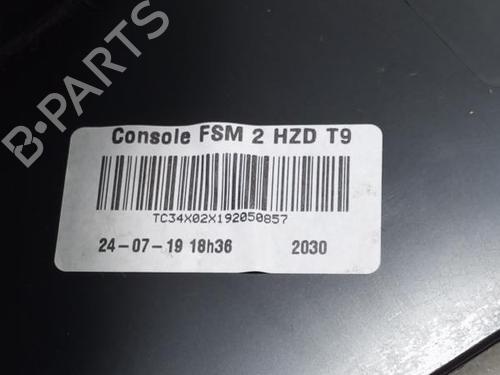 B-PARTS
Console FSM 2 HZD T9
TC34X02X192050857
24-07-19 18h36 2030